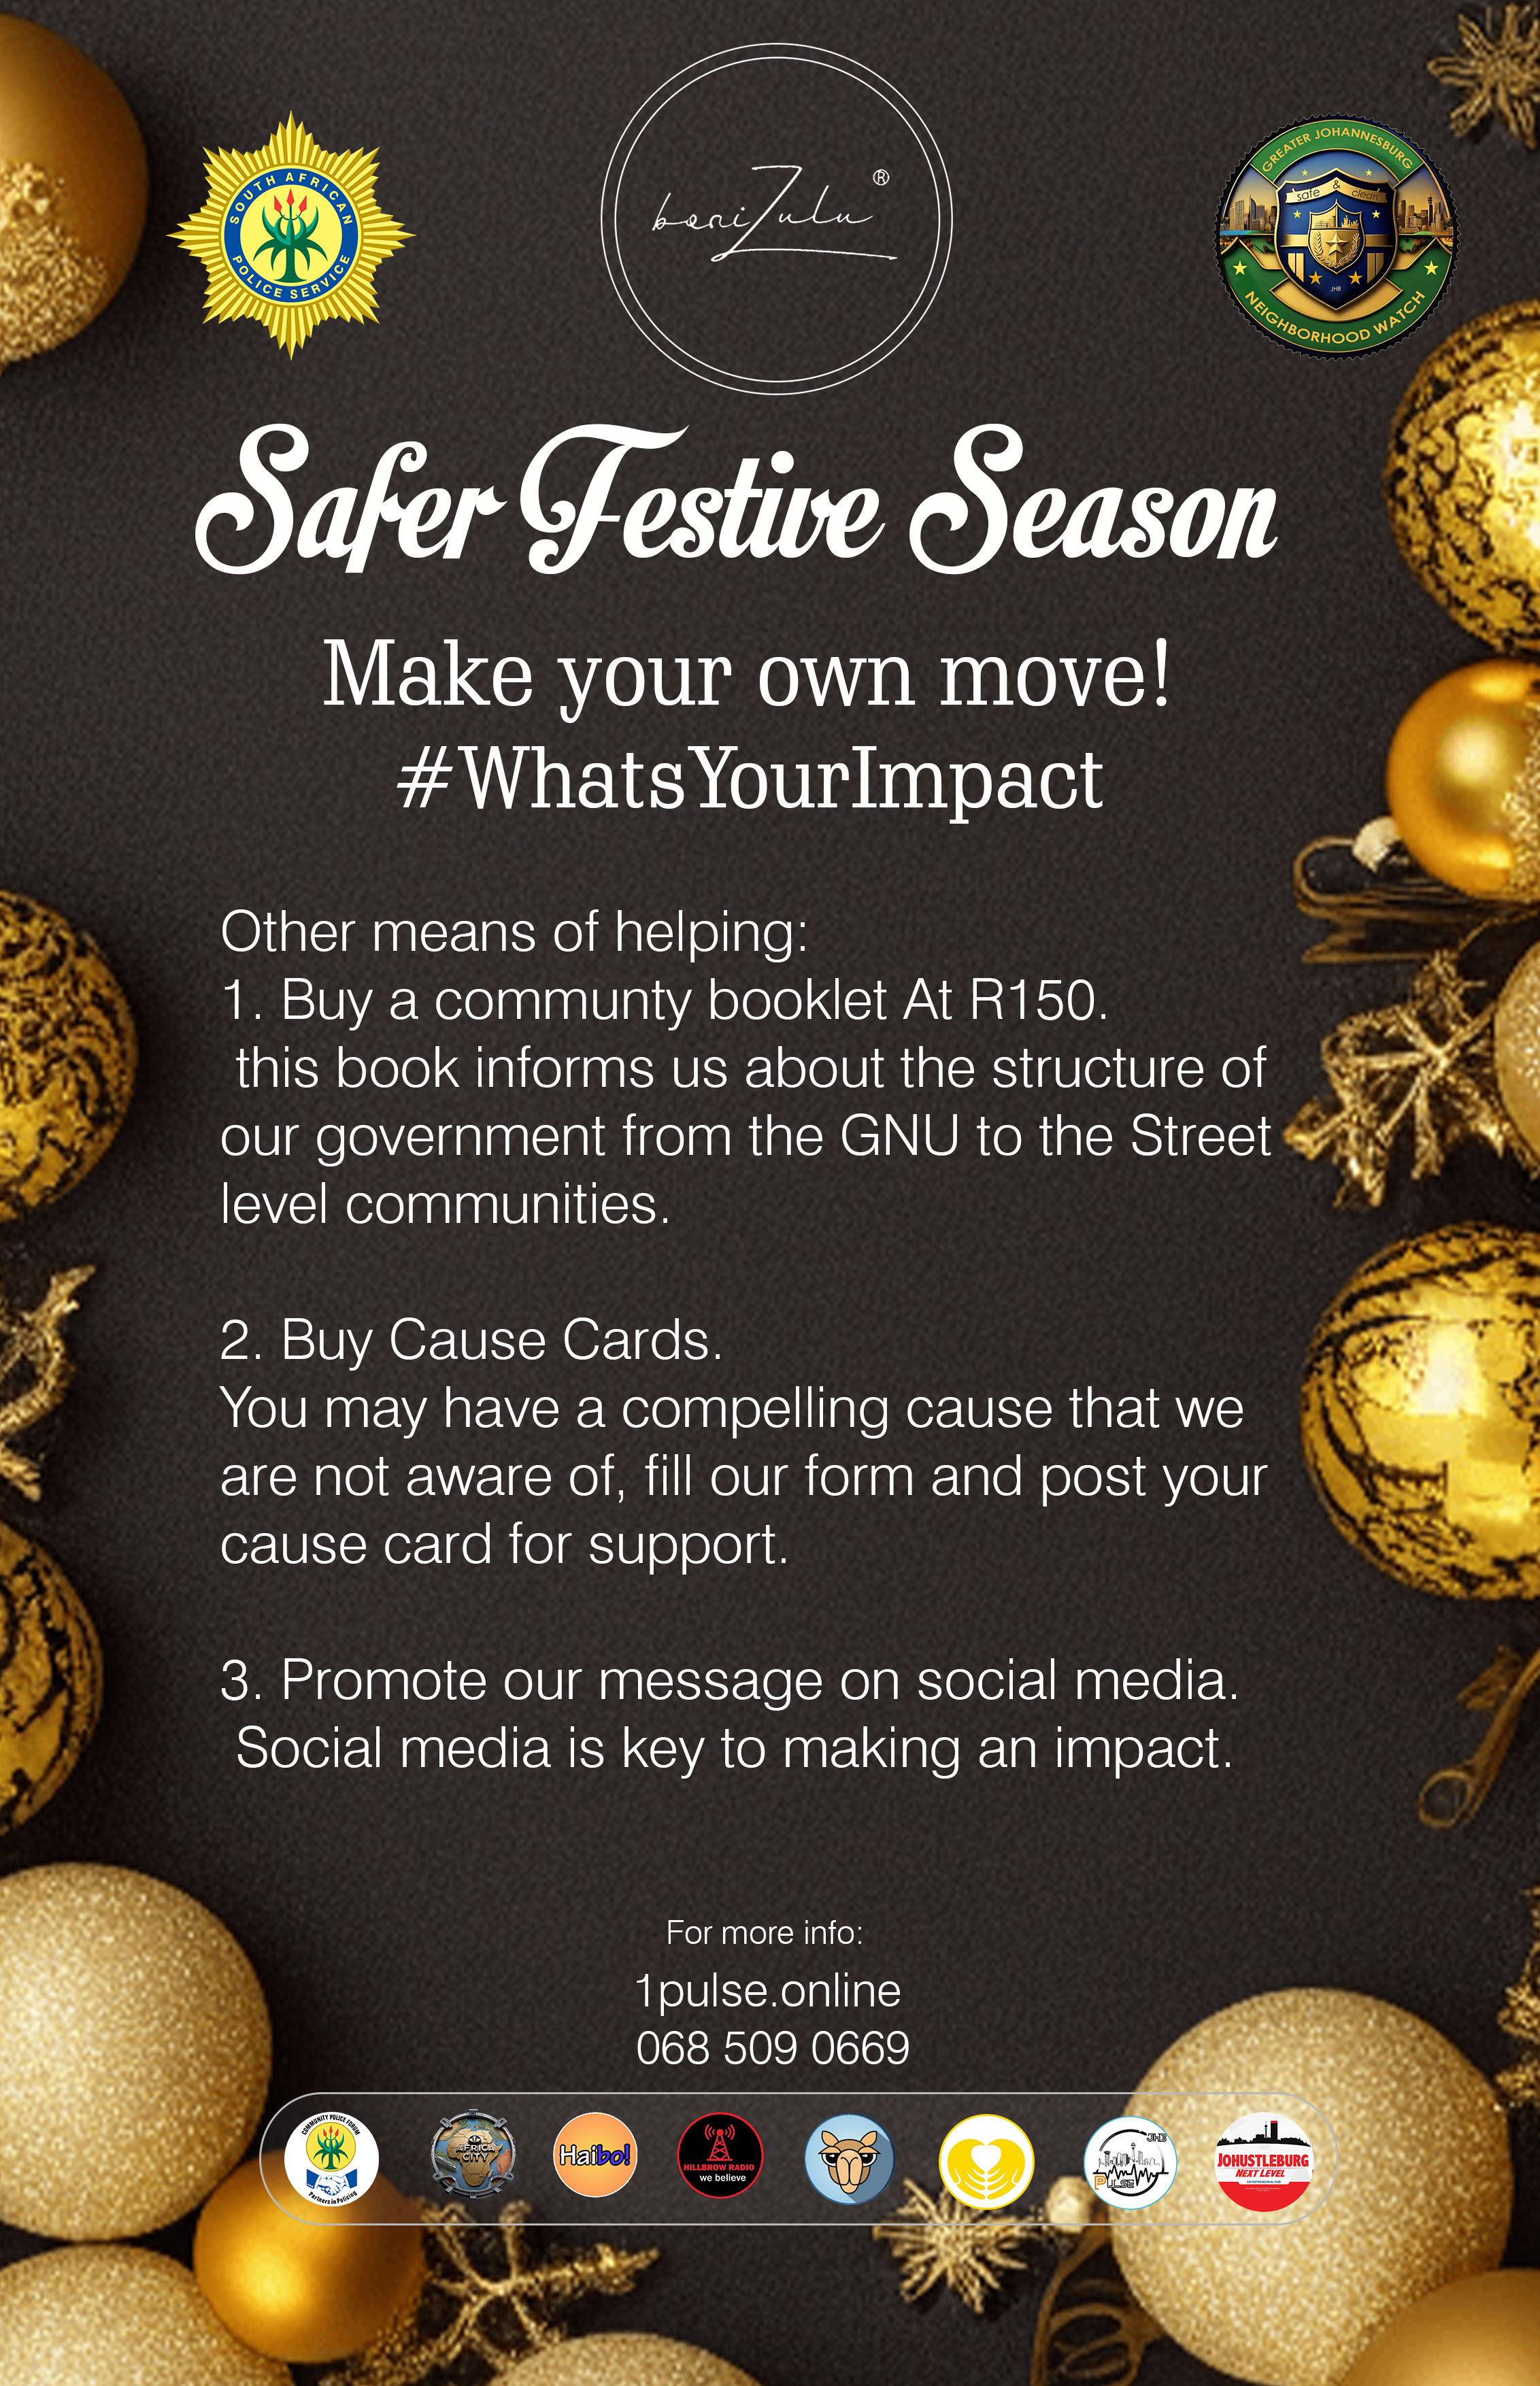 SOUTH AFRICAN
POLICE SERVICE
boniZulu®
GREATER JOHANNESBURG
safe & clean
JHB
NEIGHBORHOOD WATCH
Safer Festive Season
Make your own move!
#WhatsYourImpact
Other means of helping:
1. Buy a communty booklet At R150.
this book informs us about the structure of
our government from the GNU to the Street
level communities.
2. Buy Cause Cards.
You may have a compelling cause that we
are not aware of, fill our form and post your
cause card for support.
3. Promote our message on social media.
Social media is key to making an impact.
For more info:
1pulse.online
068 509 0669
COMMUNITY POLICE FORUM
Partners in Policing
AFRICA
CITY
Haibo!
HILLBROW RADIO
we believe
JHB
PULSE
JOHUSTLEBURG
NEXT LEVEL